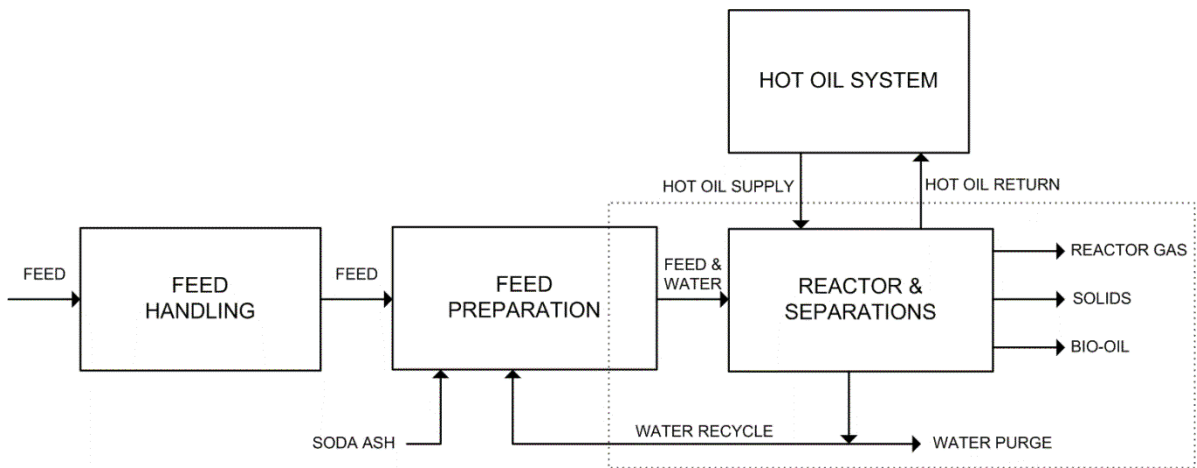 HOT OIL SYSTEM
HOT OIL SUPPLY
HOT OIL RETURN
FEED
FEED
HANDLING
FEED
FEED
PREPARATION
FEED &
WATER
REACTOR &
SEPARATIONS
REACTOR GAS
SOLIDS
BIO-OIL
SODA ASH
WATER RECYCLE
WATER PURGE